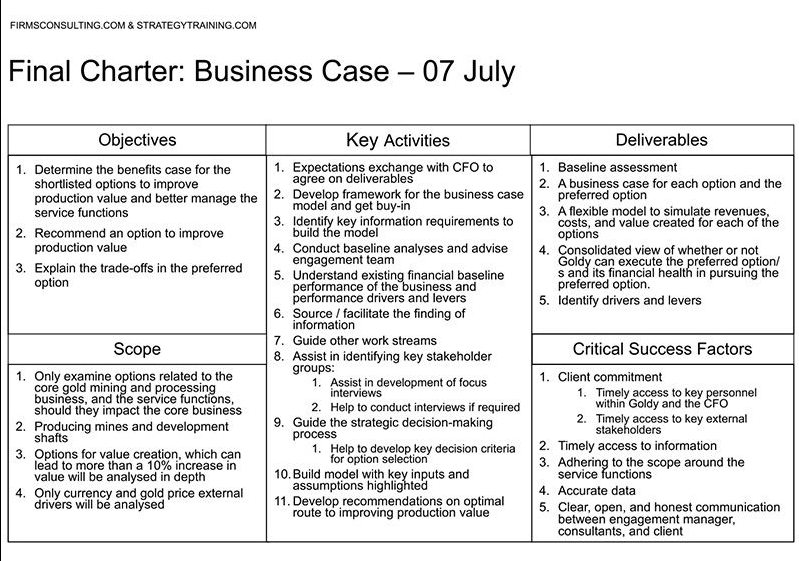 FIRMSCONSULTING.COM & STRATEGYTRAINING.COM
Final Charter: Business Case – 07 July
Objectives
1. Determine the benefits case for the
shortlisted options to improve
production value and better manage the
service functions
2. Recommend an option to improve
production value
3. Explain the trade-offs in the preferred
option
Scope
1. Only examine options related to the
core gold mining and processing
business, and the service functions,
should they impact the core business
2. Producing mines and development
shafts
3. Options for value creation, which can
lead to more than a 10% increase in
value will be analysed in depth
4. Only currency and gold price external
drivers will be analysed
Key Activities
1. Expectations exchange with CFO to
agree on deliverables
2. Develop framework for the business case
model and get buy-in
3. Identify key information requirements to
build the model
4. Conduct baseline analyses and advise
engagement team
5. Understand existing financial baseline
performance of the business and
performance drivers and levers
6. Source / facilitate the finding of
information
7. Guide other work streams
8. Assist in identifying key stakeholder
groups:
1. Assist in development of focus
interviews
2. Help to conduct interviews if required
9. Guide the strategic decision-making
process
1. Help to develop key decision criteria
for option selection
10. Build model with key inputs and
assumptions highlighted
11. Develop recommendations on optimal
route to improving production value
Deliverables
1. Baseline assessment
2. A business case for each option and the
preferred option
3. A flexible model to simulate revenues,
costs, and value created for each of the
options
4. Consolidated view of whether or not
Goldy can execute the preferred option/
s and its financial health in pursuing the
preferred option.
5. Identify drivers and levers
Critical Success Factors
1. Client commitment
1. Timely access to key personnel
within Goldy and the CFO
2. Timely access to key external
stakeholders
2. Timely access to information
3. Adhering to the scope around the
service functions
4. Accurate data
5. Clear, open, and honest communication
between engagement manager,
consultants, and client